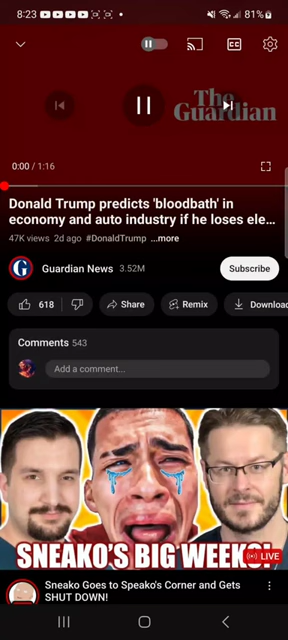 8:23
81%
The
Guardian
0:00 / 1:16
Donald Trump predicts 'bloodbath' in
economy and auto industry if he loses ele...
47K views 2d ago #DonaldTrump ...more
Guardian News 3.52M
Subscribe
618
Share
Remix
Download
Comments 543
Add a comment...
SNEAKO'S BIG WEEK
LIVE
Sneako Goes to Speako's Corner and Gets
SHUT DOWN!